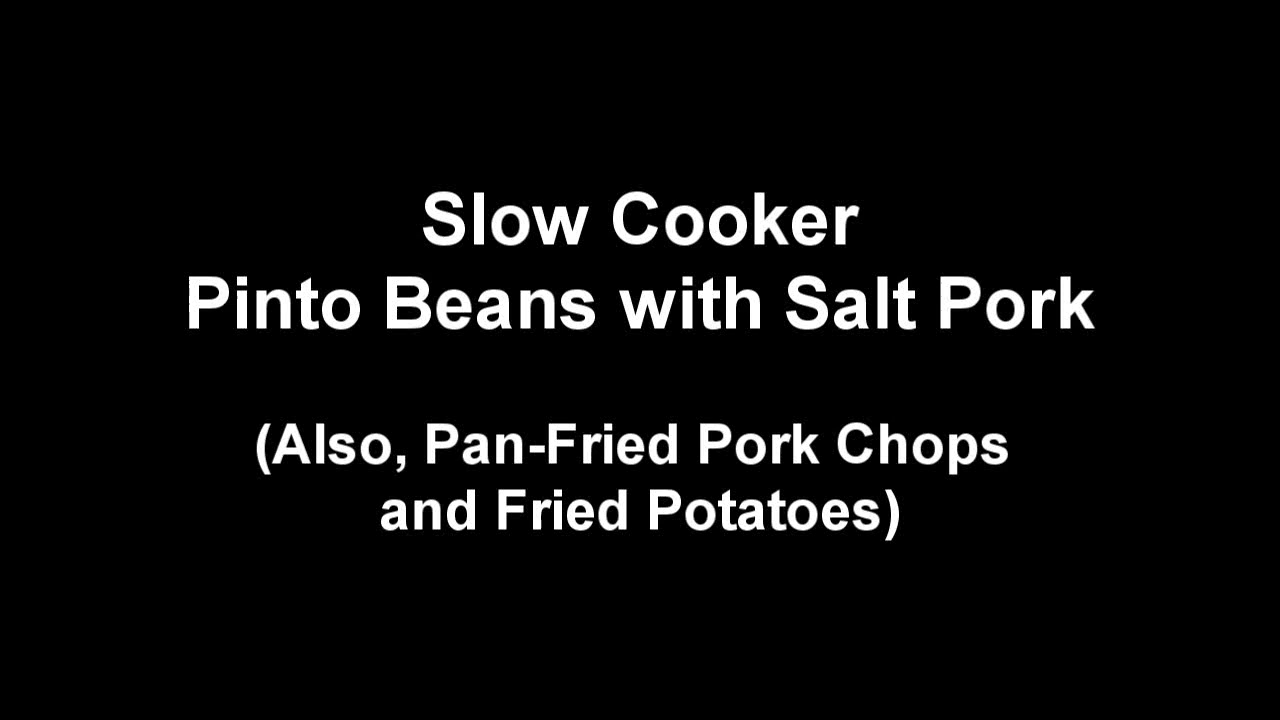 Slow Cooker
Pinto Beans with Salt Pork
(Also, Pan-Fried Pork Chops
and Fried Potatoes)